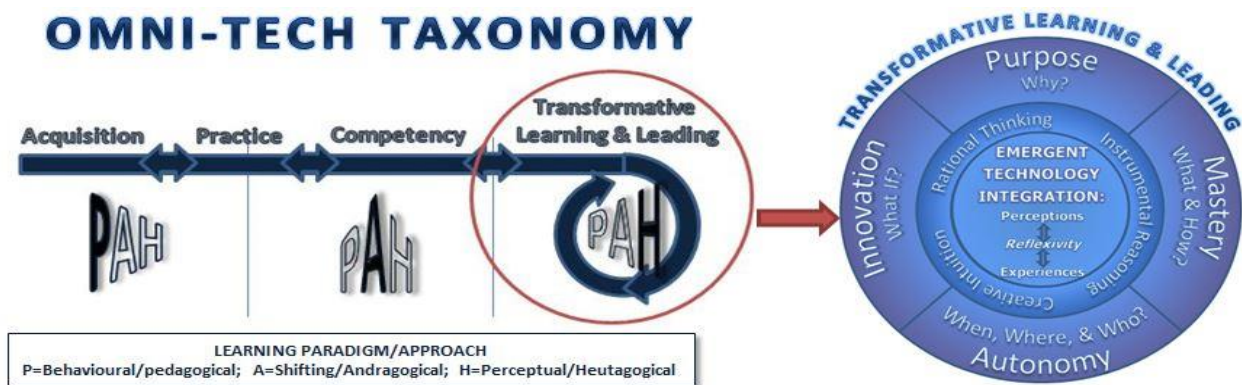 OMNI-TECH TAXONOMY
Acquisition
Practice
Competency
Transformative
Learning & Leading
PAH
PAH
PAH
LEARNING PARADIGM/APPROACH
P=Behavioural/pedagogical; A=Shifting/Andragogical; H=Perceptual/Heutagogical
TRANSFORMATIVE LEARNING & LEADING
Purpose
Why?
Mastery
What & How?
When, Where, & Who?
Autonomy
Innovation
What If?
Rational Thinking
Instrumental Reasoning
Creative Intuition
EMERGENT
TECHNOLOGY
INTEGRATION:
Perceptions
Reflexivity
Experiences